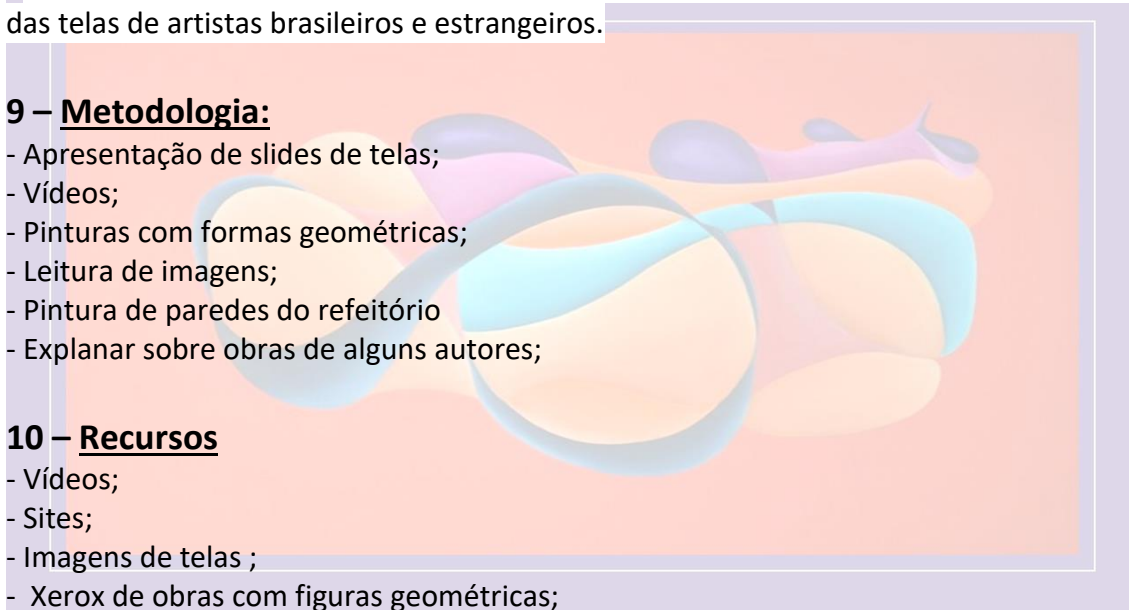 das telas de artistas brasileiros e estrangeiros.
9 – Metodologia:
- Apresentação de slides de telas;
- Vídeos;
- Pinturas com formas geométricas;
- Leitura de imagens;
- Pintura de paredes do refeitório
- Explanar sobre obras de alguns autores;
10 – Recursos
- Vídeos;
- Sites;
- Imagens de telas ;
-  Xerox de obras com figuras geométricas;